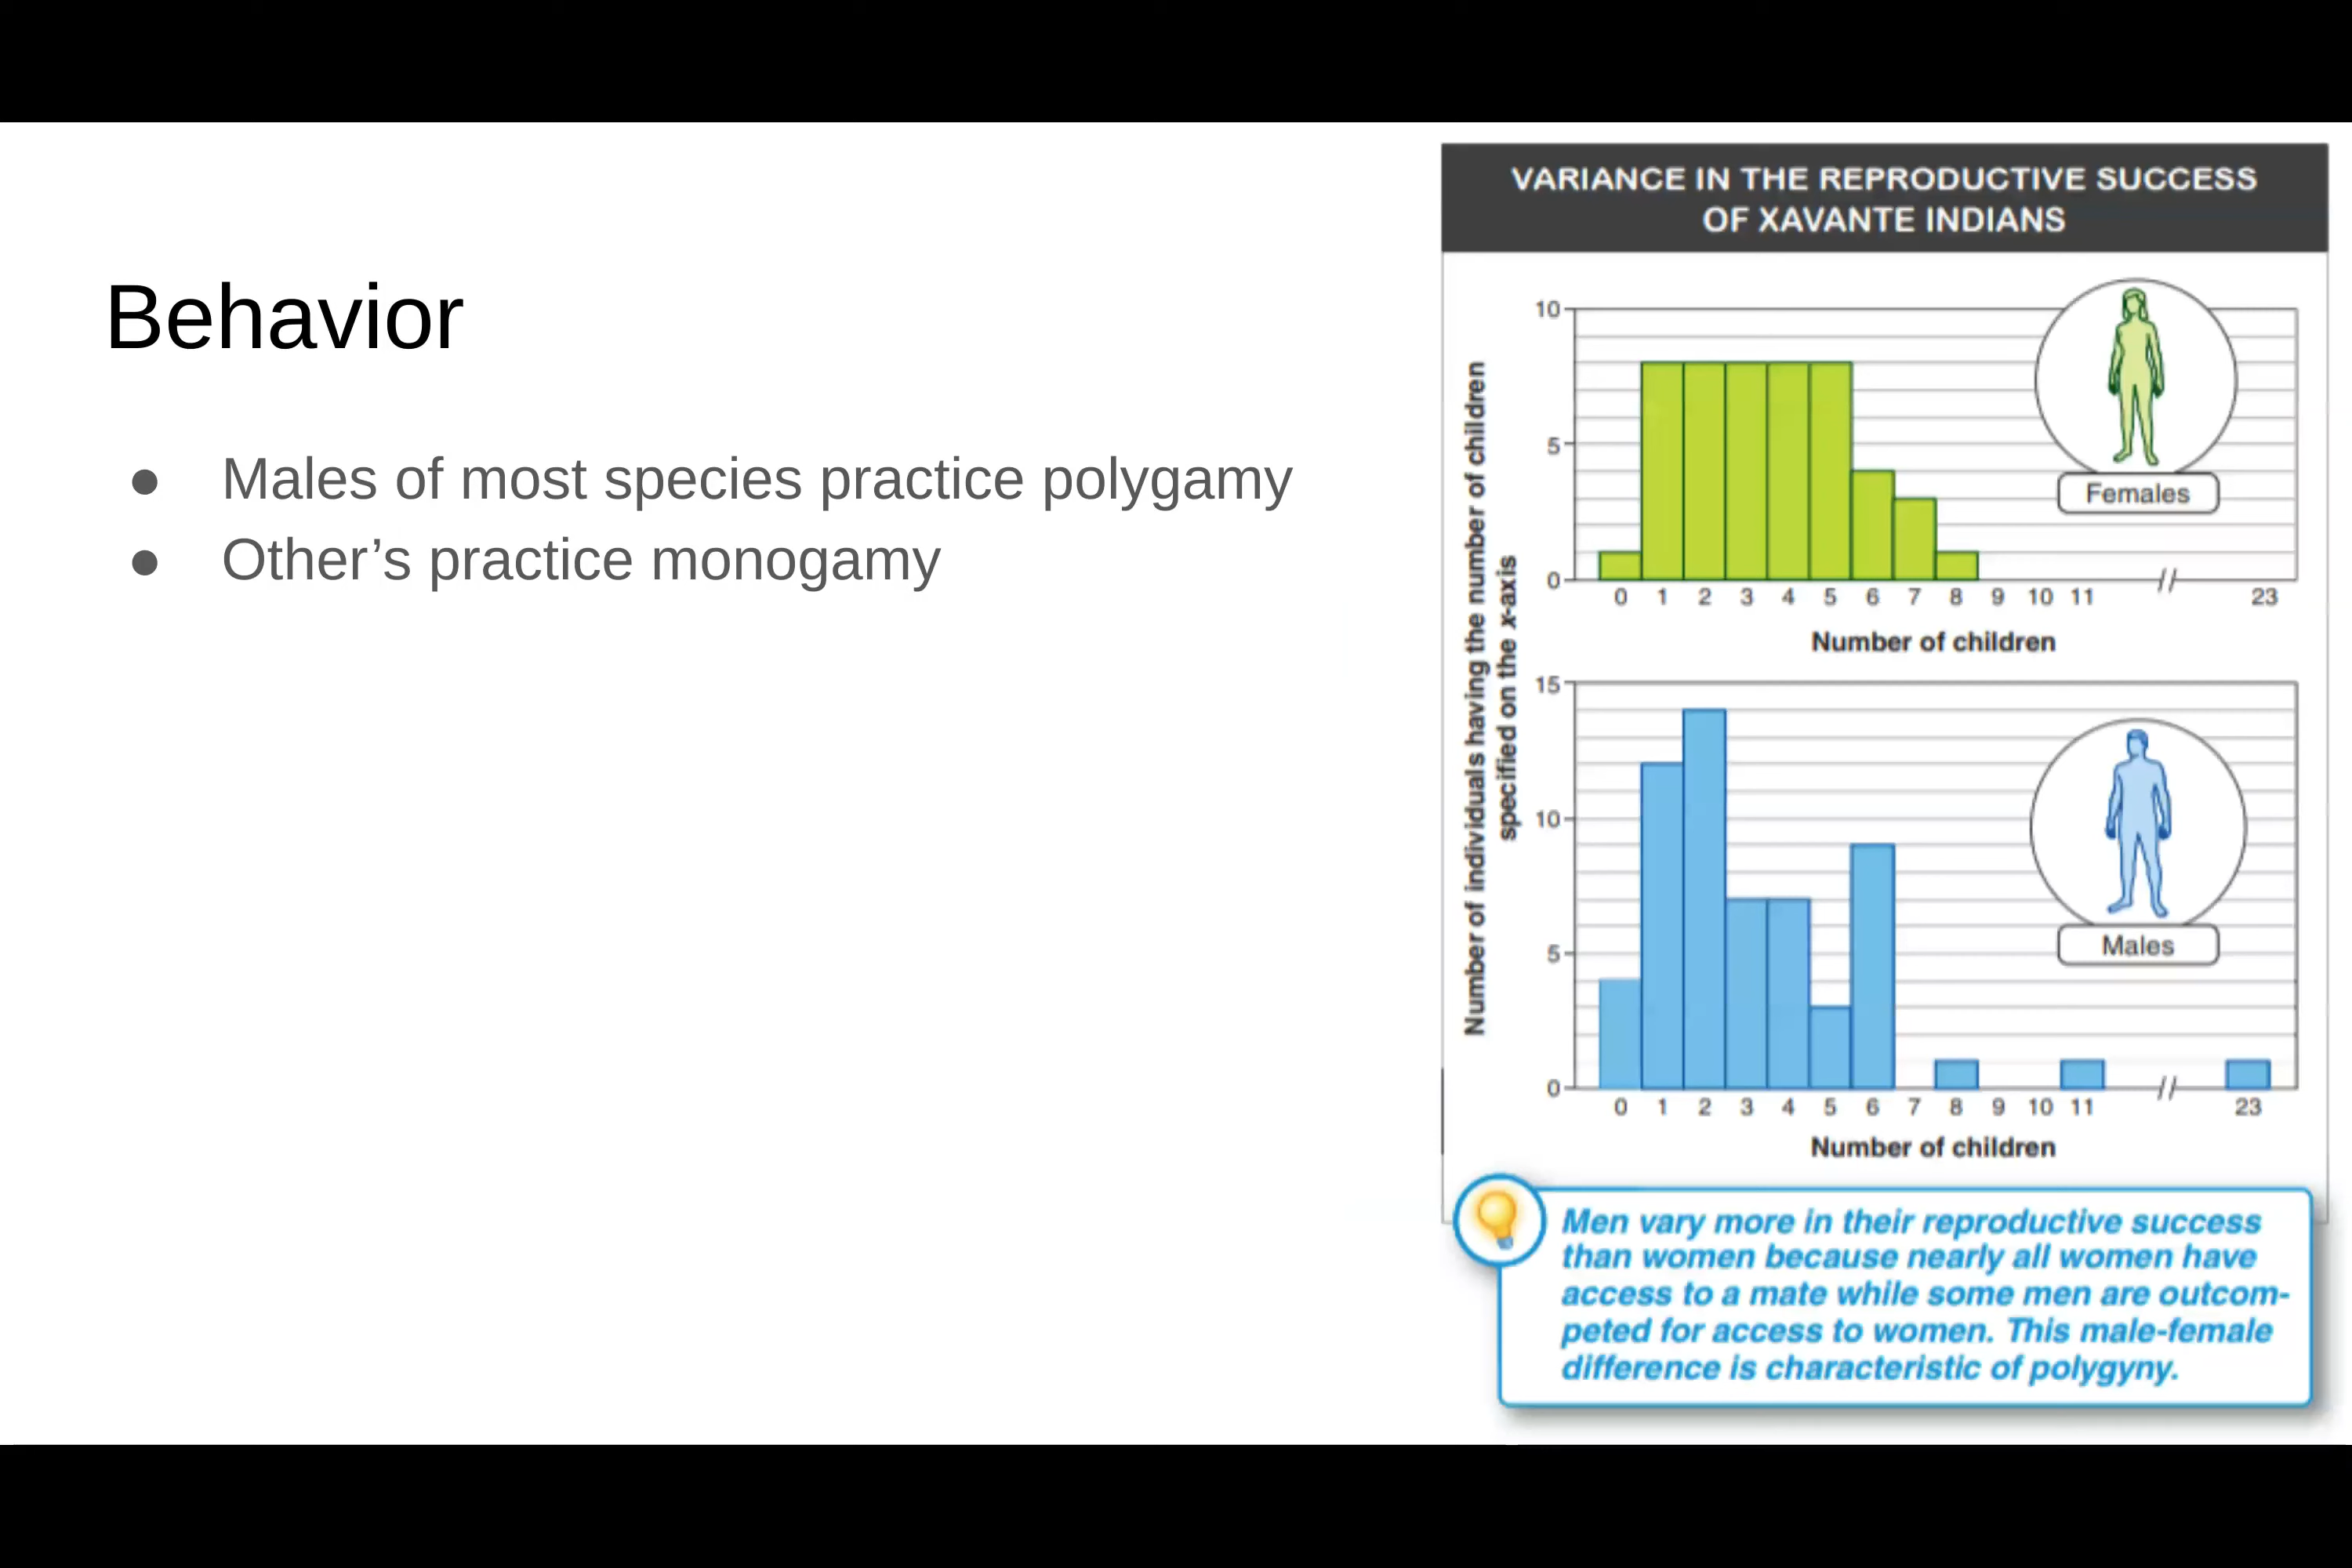 Behavior
● Males of most species practice polygamy
● Other’s practice monogamy
VARIANCE IN THE REPRODUCTIVE SUCCESS
OF XAVANTE INDIANS
Number of individuals having the number of children
specified on the x-axis
10
5
0
Females
0 1 2 3 4 5 6 7 8 9 10 11 23
Number of children
15
10
5
0
Males
0 1 2 3 4 5 6 7 8 9 10 11 23
Number of children
Men vary more in their reproductive success
than women because nearly all women have
access to a mate while some men are outcom-
peted for access to women. This male-female
difference is characteristic of polygyny.